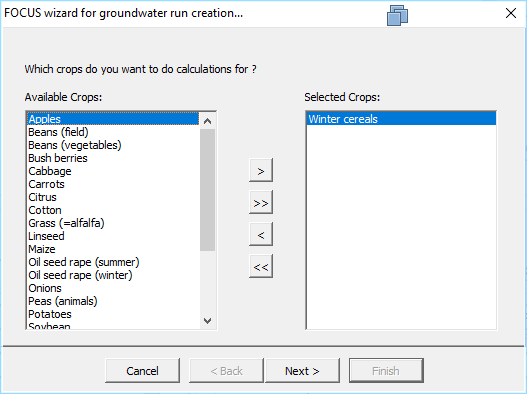 FOCUS wizard for groundwater run creation...
Which crops do you want to do calculations for ?
Available Crops:
Selected Crops:
Apples
Beans (field)
Beans (vegetables)
Bush berries
Cabbage
Carrots
Citrus
Cotton
Grass (=alfalfa)
Linseed
Maize
Oil seed rape (summer)
Oil seed rape (winter)
Onions
Peas (animals)
Potatoes
Soybean
Winter cereals
>
>>
<
<<
Cancel
< Back
Next >
Finish